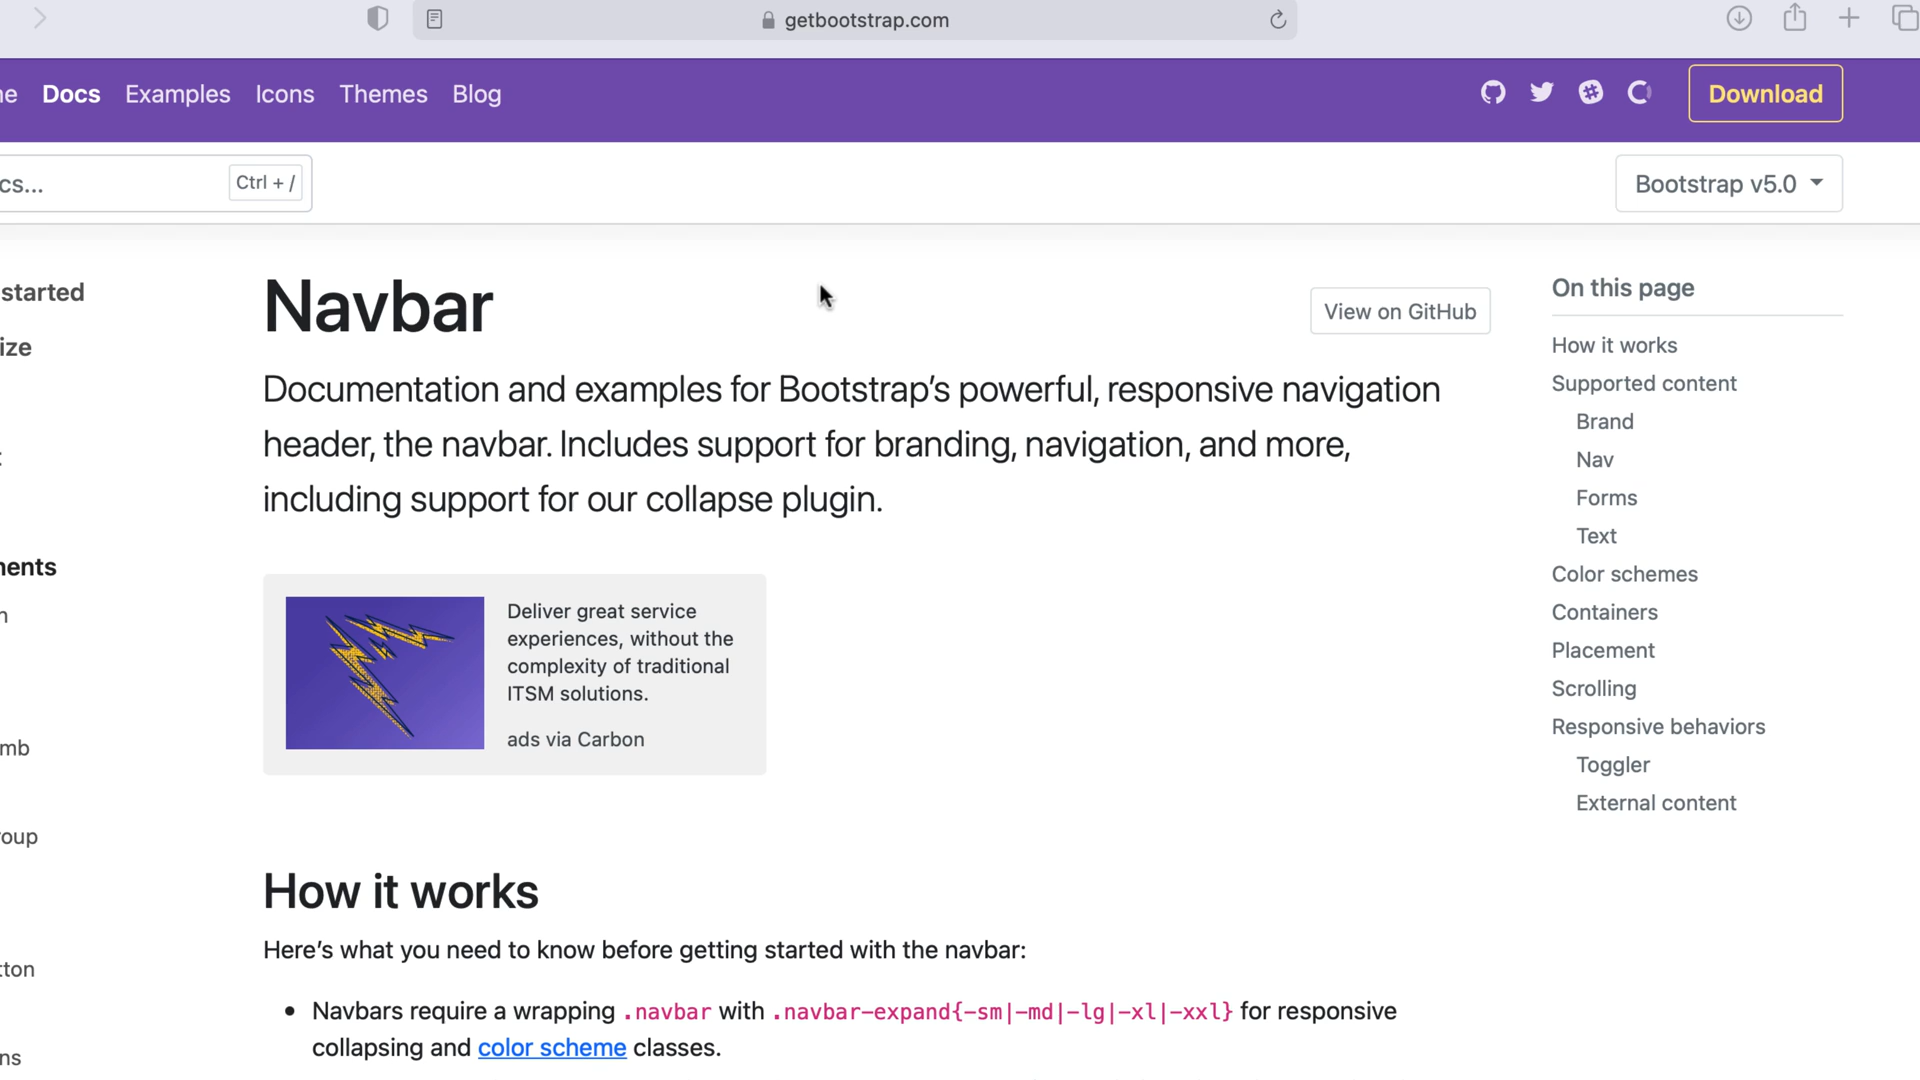 getbootstrap.com
Docs Examples Icons Themes Blog
Download
cs...
Ctrl + /
Bootstrap v5.0
started
Navbar
View on GitHub
On this page
Documentation and examples for Bootstrap's powerful, responsive navigation
header, the navbar. Includes support for branding, navigation, and more,
including support for our collapse plugin.
How it works
Supported content
Brand
Nav
Forms
Text
Color schemes
Containers
Placement
Scrolling
Responsive behaviors
Toggler
External content
ize
nents
mb
roup
ton
ns
Deliver great service
experiences, without the
complexity of traditional
ITSM solutions.
ads via Carbon
How it works
Here's what you need to know before getting started with the navbar:
• Navbars require a wrapping .navbar with .navbar-expand{-sm|-md|-lg|-xl|-xxl} for responsive
collapsing and color scheme classes.